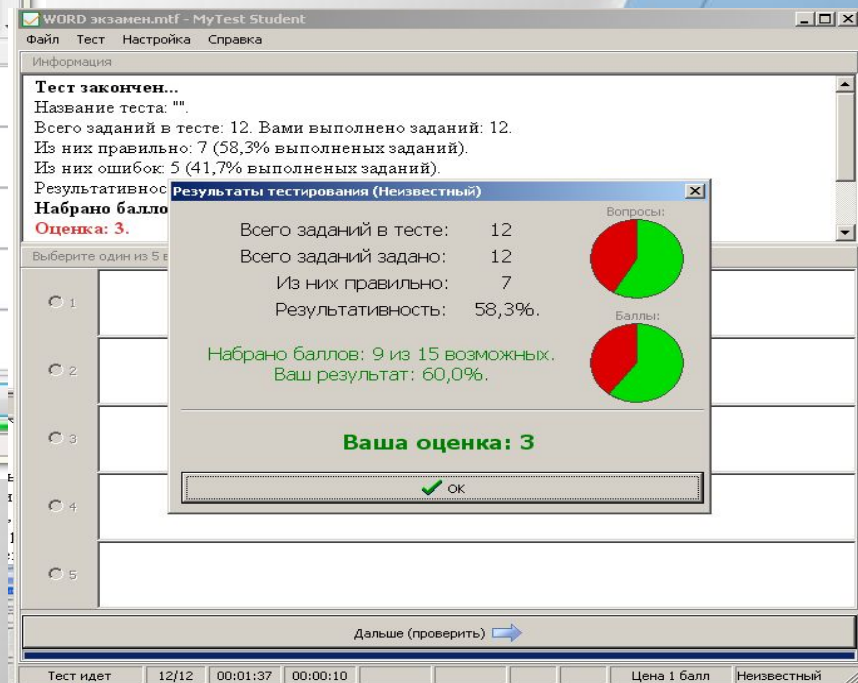 WORD экзамен.mtf - MyTest Student
Файл Тест Настройка Справка
Информация
Тест закончен...
Название теста: "".
Всего заданий в тесте: 12. Вами выполнено заданий: 12.
Из них правильно: 7 (58,3% выполненых заданий).
Из них ошибок: 5 (41,7% выполненых заданий).
Результативнос
Набрано балло
Оценка: 3.
Выберите один из 5 в
Результаты тестирования (Неизвестный)
Всего заданий в тесте: 12
Всего заданий задано: 12
Из них правильно: 7
Результативность: 58,3%.
Вопросы:
Баллы:
Набрано баллов: 9 из 15 возможных.
Ваш результат: 60,0%.
Ваша оценка: 3
ОК
1
2
3
4
5
Дальше (проверить)
Тест идет 12/12 00:01:37 00:00:10 Цена 1 балл Неизвестный